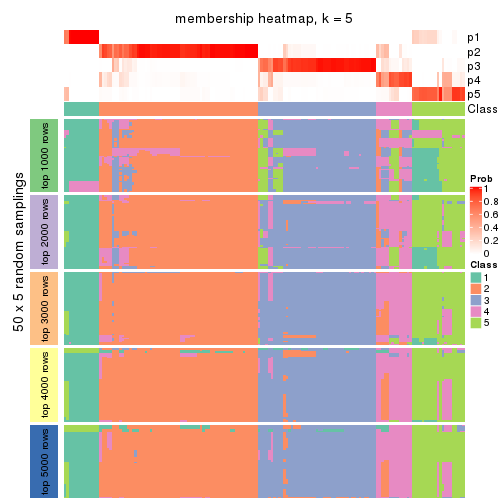 membership heatmap, k = 5
p1
p2
p3
p4
p5
Class
50 x 5 random samplings
top 1000 rows
top 2000 rows
top 3000 rows
top 4000 rows
top 5000 rows
Prob
1
0.8
0.6
0.4
0.2
0
Class
1
2
3
4
5